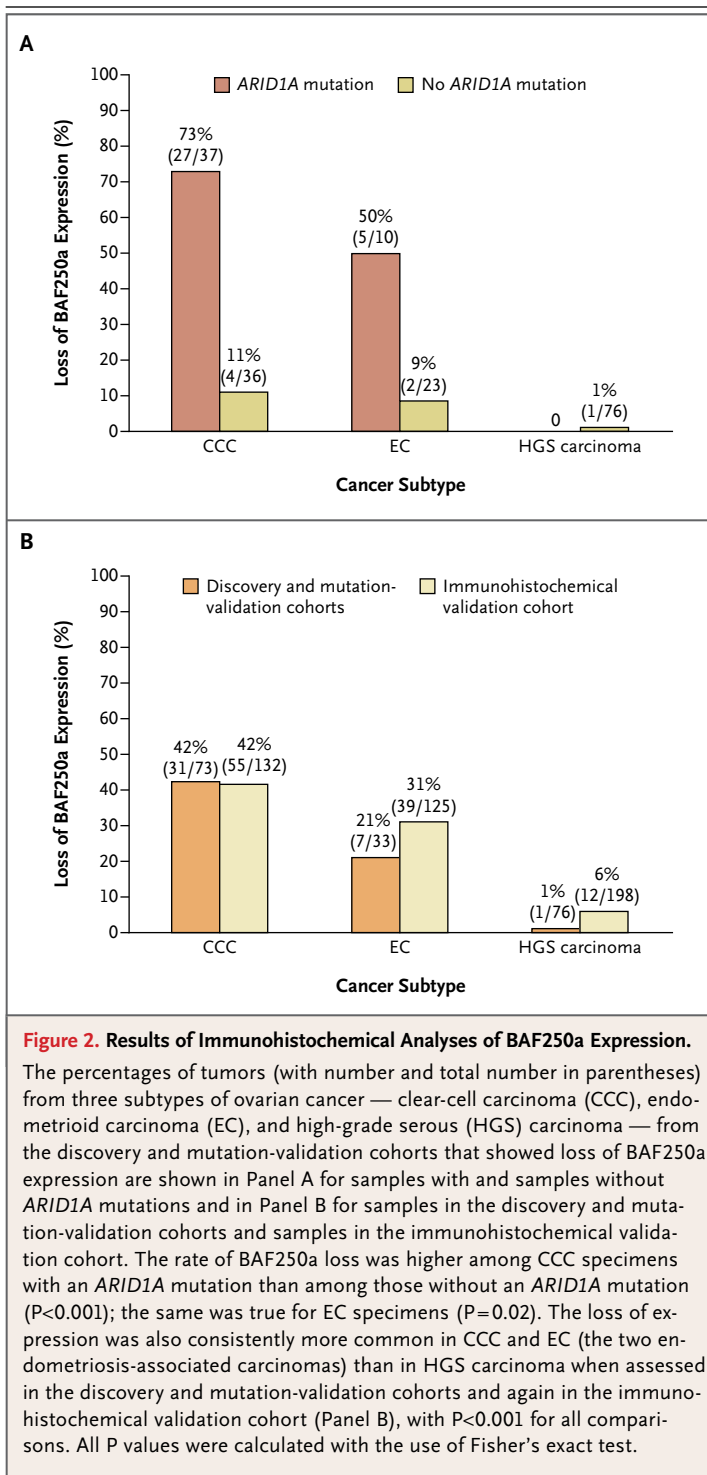 A
100
90
80
70
60
50
40
30
20
10
0
Loss of BAF250a Expression (%)
ARID1A mutation
No ARID1A mutation
73%
(27/37)
11%
(4/36)
50%
(5/10)
9%
(2/23)
0
1%
(1/76)
CCC
EC
HGS carcinoma
Cancer Subtype
B
100
90
80
70
60
50
40
30
20
10
0
Loss of BAF250a Expression (%)
Discovery and mutation-
validation cohorts
Immunohistochemical
validation cohort
42%
(31/73)
42%
(55/132)
21%
(7/33)
31%
(39/125)
1%
(1/76)
6%
(12/198)
CCC
EC
HGS carcinoma
Cancer Subtype
Figure 2. Results of Immunohistochemical Analyses of BAF250a Expression.
The percentages of tumors (with number and total number in parentheses)
from three subtypes of ovarian cancer — clear-cell carcinoma (CCC), endo-
metrioid carcinoma (EC), and high-grade serous (HGS) carcinoma — from
the discovery and mutation-validation cohorts that showed loss of BAF250a
expression are shown in Panel A for samples with and samples without
ARID1A mutations and in Panel B for samples in the discovery and muta-
tion-validation cohorts and samples in the immunohistochemical valida-
tion cohort. The rate of BAF250a loss was higher among CCC specimens
with an ARID1A mutation than among those without an ARID1A mutation
(P<0.001); the same was true for EC specimens (P=0.02). The loss of ex-
pression was also consistently more common in CCC and EC (the two en-
dometriosis-associated carcinomas) than in HGS carcinoma when assessed
in the discovery and mutation-validation cohorts and again in the immuno-
histochemical validation cohort (Panel B), with P<0.001 for all compari-
sons. All P values were calculated with the use of Fisher's exact test.